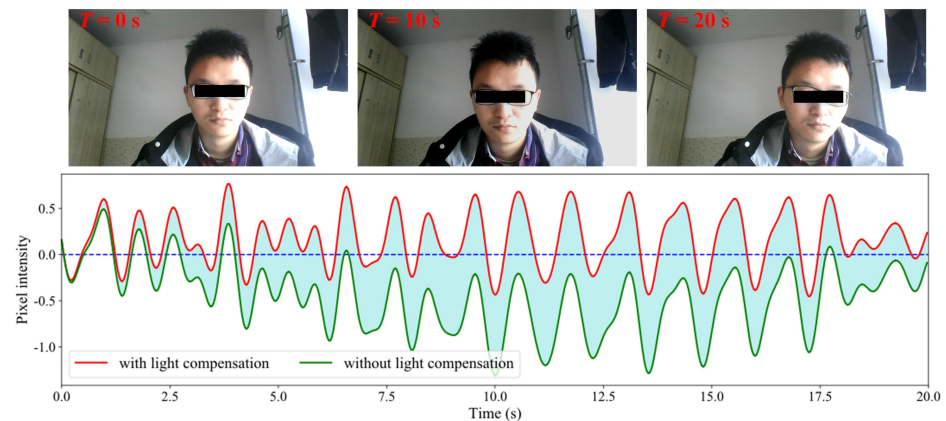 T = 0 s
T = 10 s
T = 20 s
Pixel intensity
0.5
0.0
-0.5
-1.0
with light compensation
without light compensation
0.0
2.5
5.0
7.5
10.0
12.5
15.0
17.5
20.0
Time (s)